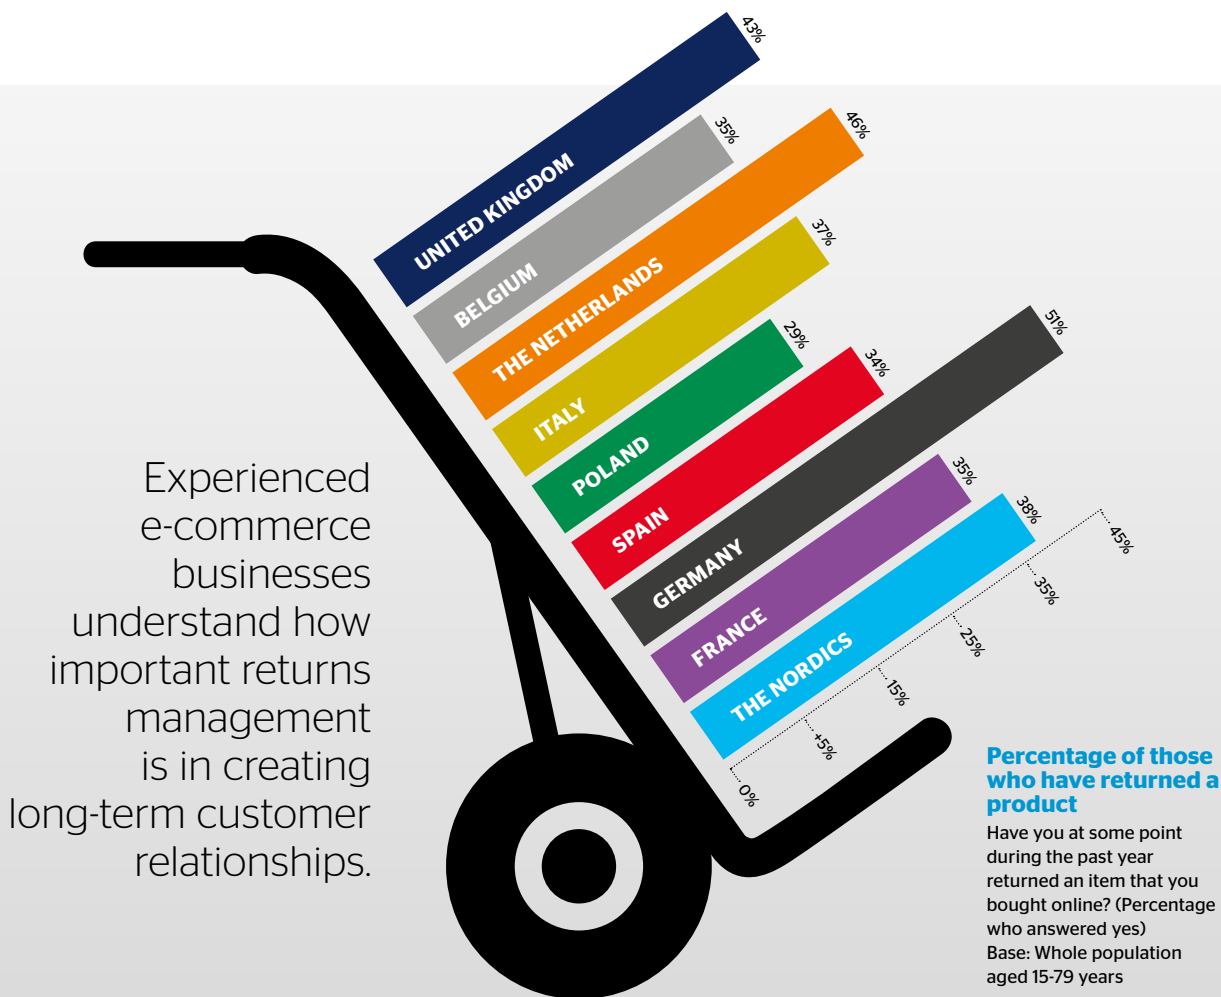 43%
UNITED KINGDOM
35%
BELGIUM
46%
THE NETHERLANDS
37%
ITALY
29%
POLAND
34%
SPAIN
51%
GERMANY
35%
FRANCE
38%
THE NORDICS
45%
35%
25%
15%
+5%
0%
Experienced
e-commerce
businesses
understand how
important returns
management
is in creating
long-term customer
relationships.
Percentage of those
who have returned a
product
Have you at some point
during the past year
returned an item that you
bought online? (Percentage
who answered yes)
Base: Whole population
aged 15-79 years